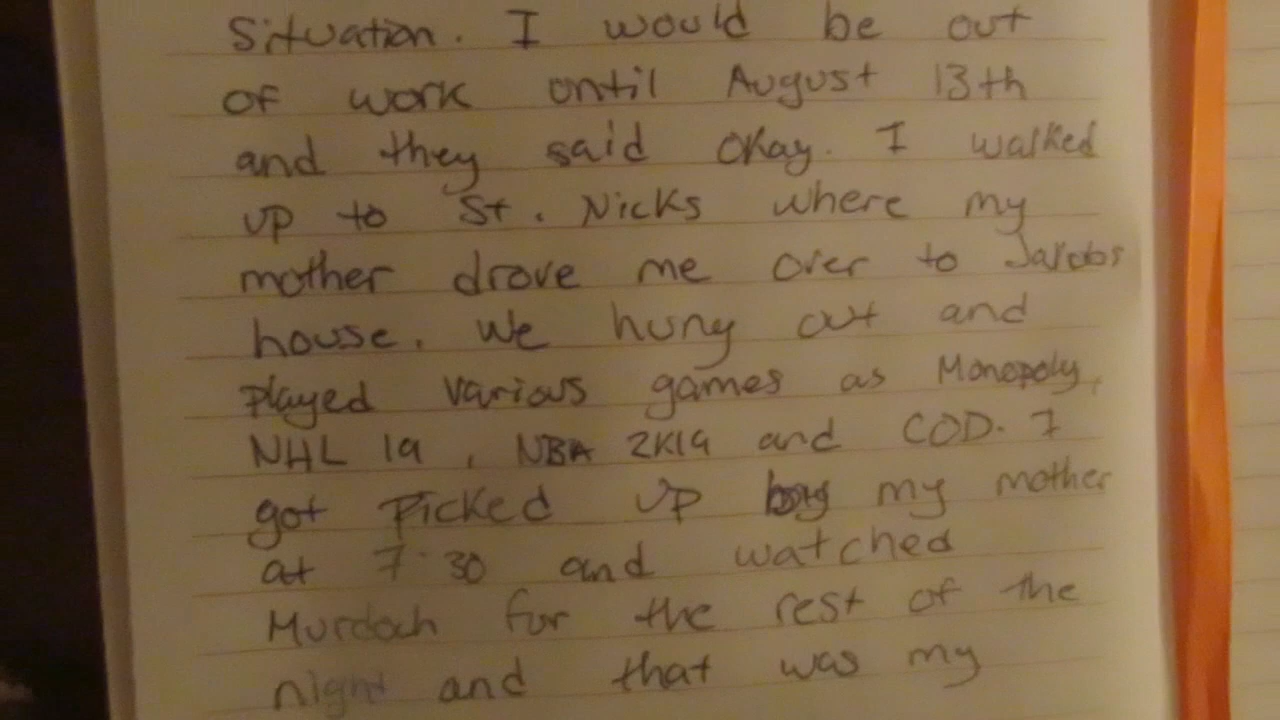 Situation. I would be out
of work until August 13th
and they said okay. I walked
up to St. Nicks where my
mother drove me over to Jakobs
house. We hung out and
played various games as Monopoly,
NHL 19, NBA 2K19 and COD. I
got picked up by my mother
at 7:30 and watched
Murdoch for the rest of the
night and that was my